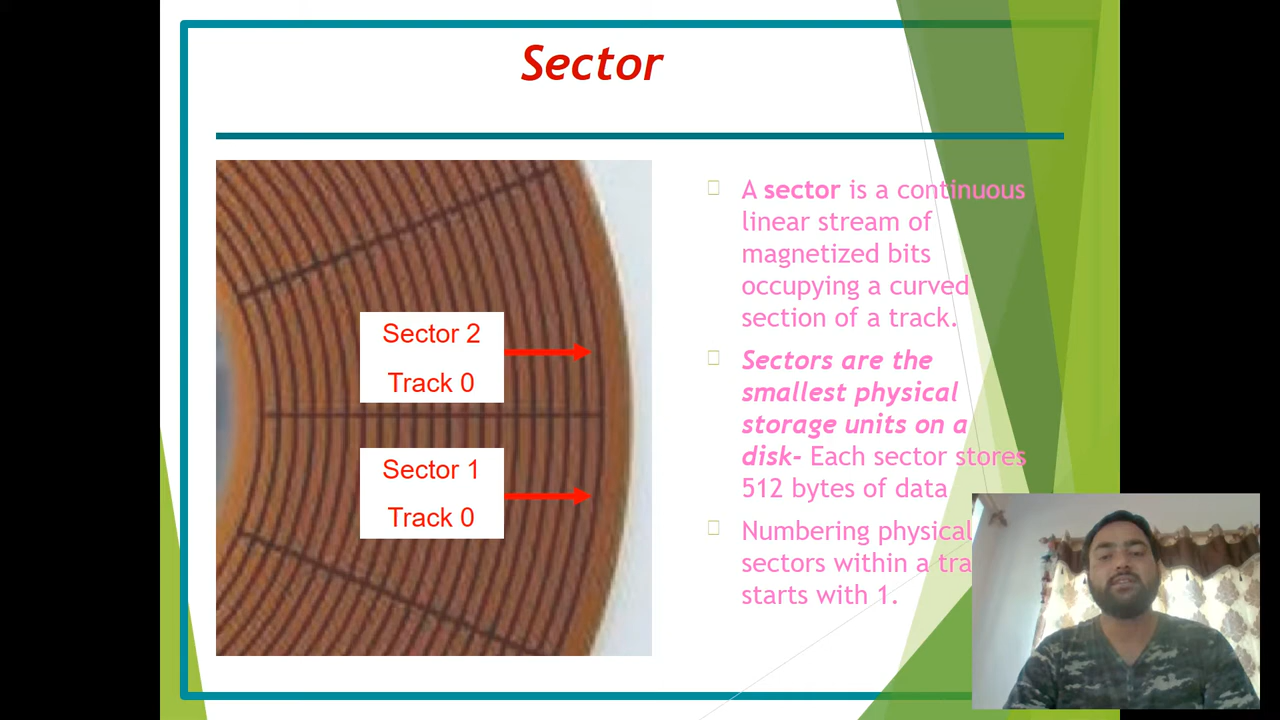 Sector
Sector 2
Track 0
Sector 1
Track 0
A sector is a continuous
linear stream of
magnetized bits
occupying a curved
section of a track.
Sectors are the
smallest physical
storage units on a
disk- Each sector stores
512 bytes of data
Numbering physical
sectors within a tra
starts with 1.